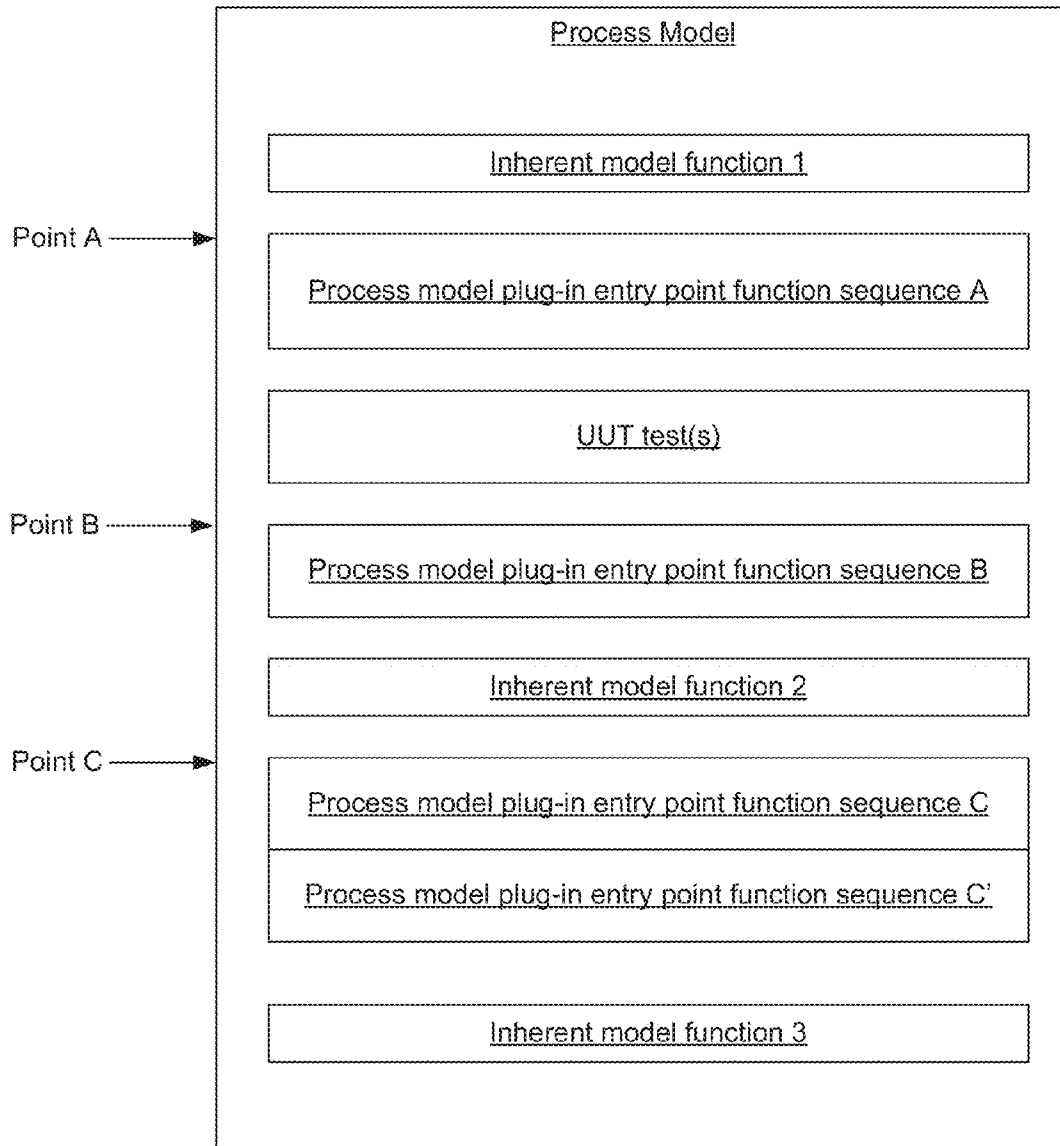 Process Model
Inherent model function 1
Point A
Process model plug-in entry point function sequence A
UUT test(s)
Point B
Process model plug-in entry point function sequence B
Inherent model function 2
Point C
Process model plug-in entry point function sequence C
Process model plug-in entry point function sequence C'
Inherent model function 3